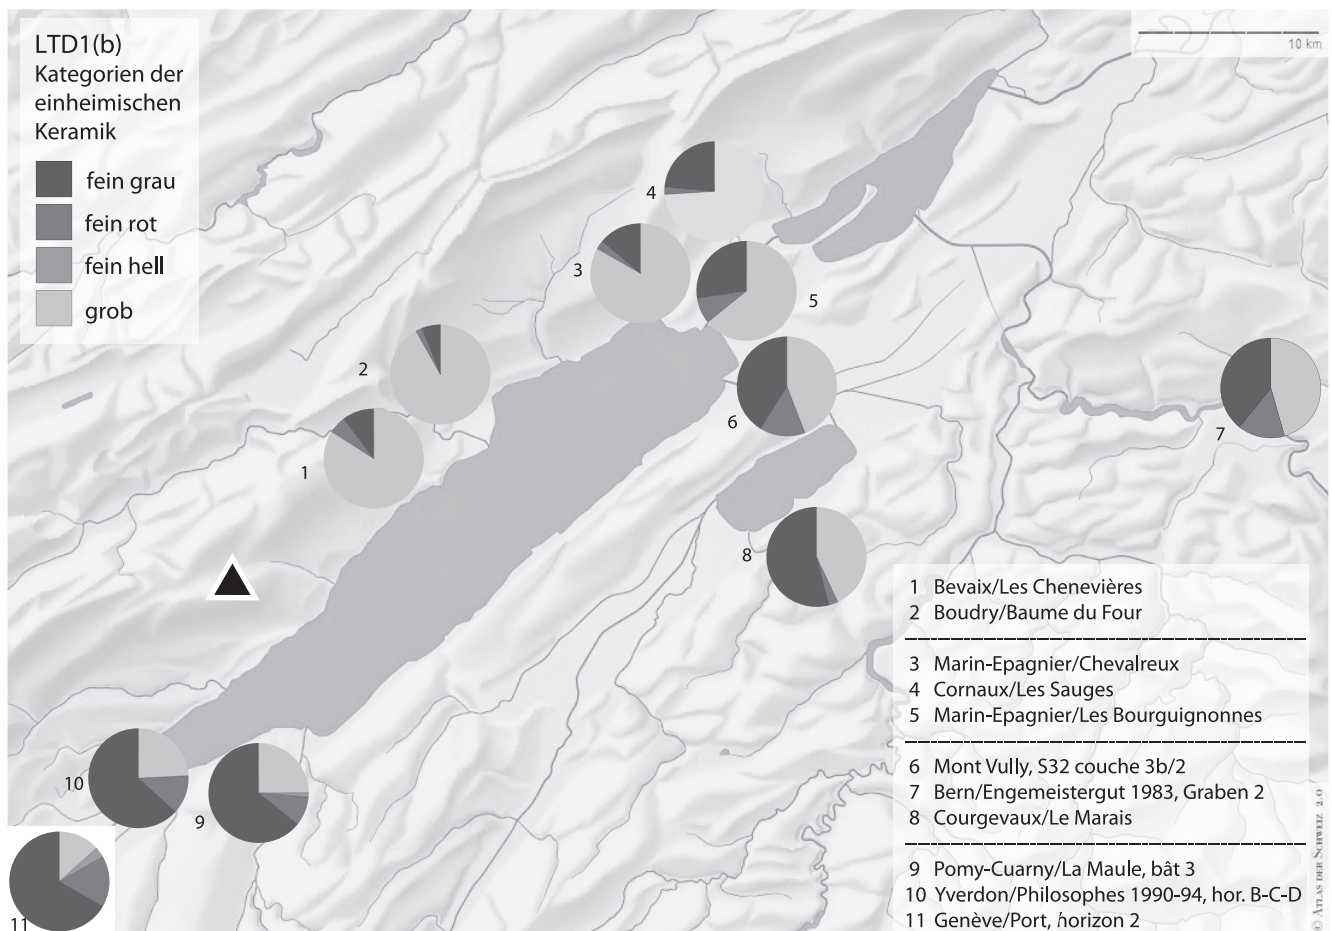 LTD1(b)
Kategorien der
einheimischen
Keramik
fein grau
fein rot
fein hell
grob
10 km
4
3
5
2
6
7
1
8
10
9
11
1 Bevaix/Les Chenevières
2 Boudry/Baume du Four
3 Marin-Epagnier/Chevalreux
4 Cornaux/Les Sauges
5 Marin-Epagnier/Les Bourguignonnes
6 Mont Vully, S32 couche 3b/2
7 Bern/Engemeistergut 1983, Graben 2
8 Courgevaux/Le Marais
9 Pomy-Cuarny/La Maule, bât 3
10 Yverdon/Philosophes 1990-94, hor. B-C-D
11 Genève/Port, horizon 2
© ATLAS DER SCHWEIZ 2.0